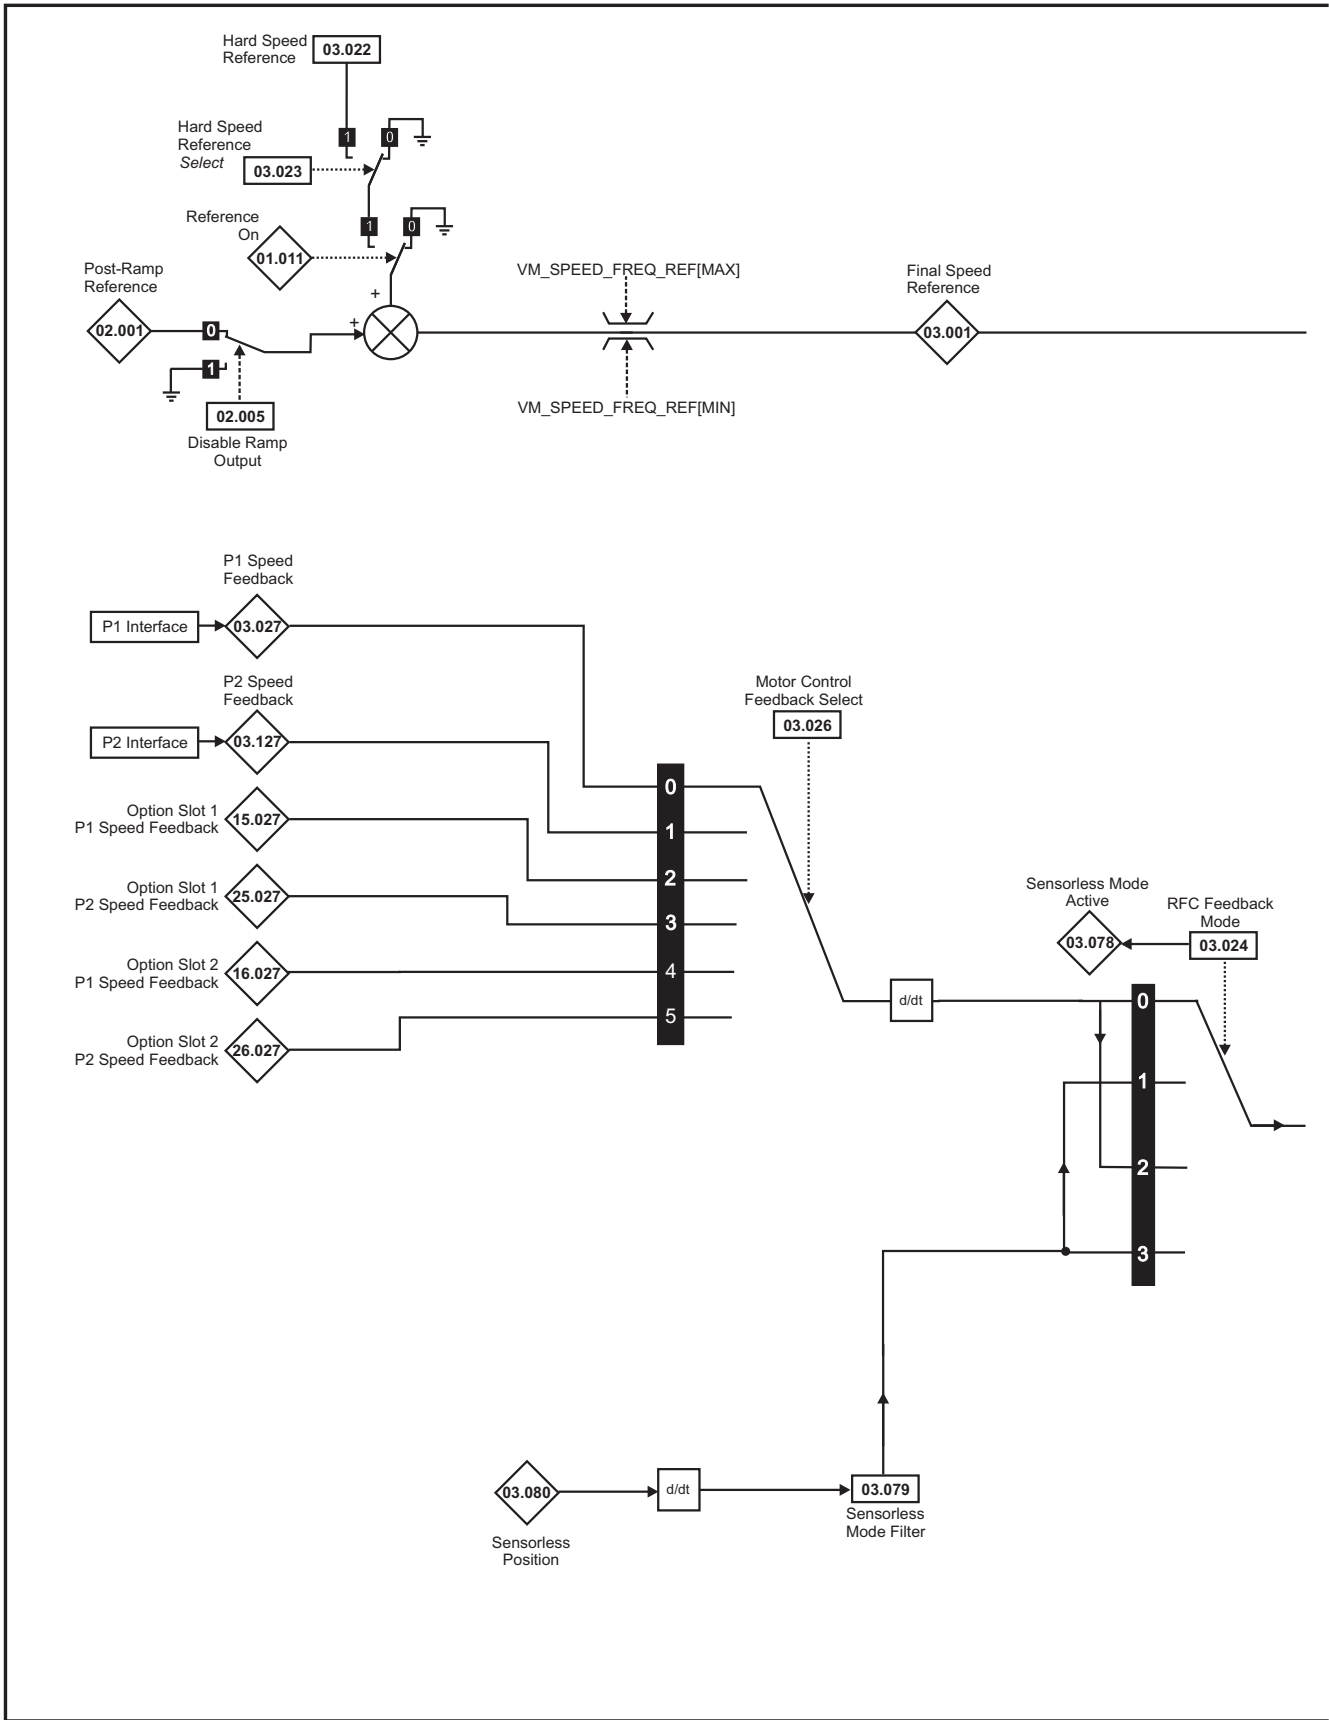 Hard Speed
Reference
03.022
1
0
Hard Speed
Reference
Select
03.023
Reference
On
01.011
1
0
Post-Ramp
Reference
02.001
0
1
+
+
02.005
Disable Ramp
Output
VM_SPEED_FREQ_REF[MAX]
VM_SPEED_FREQ_REF[MIN]
Final Speed
Reference
03.001
P1 Speed
Feedback
P1 Interface
03.027
P2 Speed
Feedback
P2 Interface
03.127
Option Slot 1
P1 Speed Feedback
15.027
Option Slot 1
P2 Speed Feedback
25.027
Option Slot 2
P1 Speed Feedback
16.027
Option Slot 2
P2 Speed Feedback
26.027
0
1
2
3
4
5
Motor Control
Feedback Select
03.026
d/dt
Sensorless Mode
Active
03.078
RFC Feedback
Mode
03.024
0
1
2
3
03.080
Sensorless
Position
d/dt
03.079
Sensorless
Mode Filter